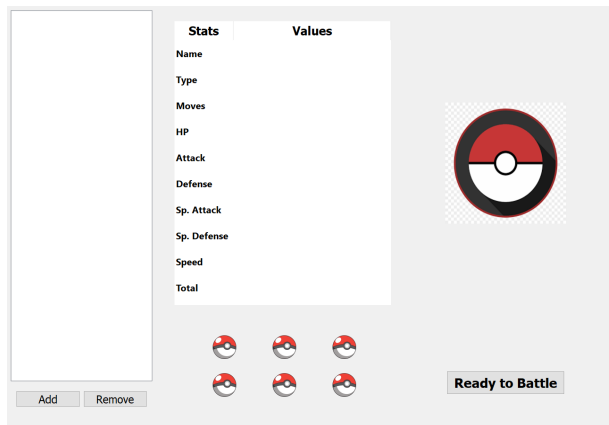 Stats Values
Name
Type
Moves
HP
Attack
Defense
Sp. Attack
Sp. Defense
Speed
Total
Add Remove
Ready to Battle